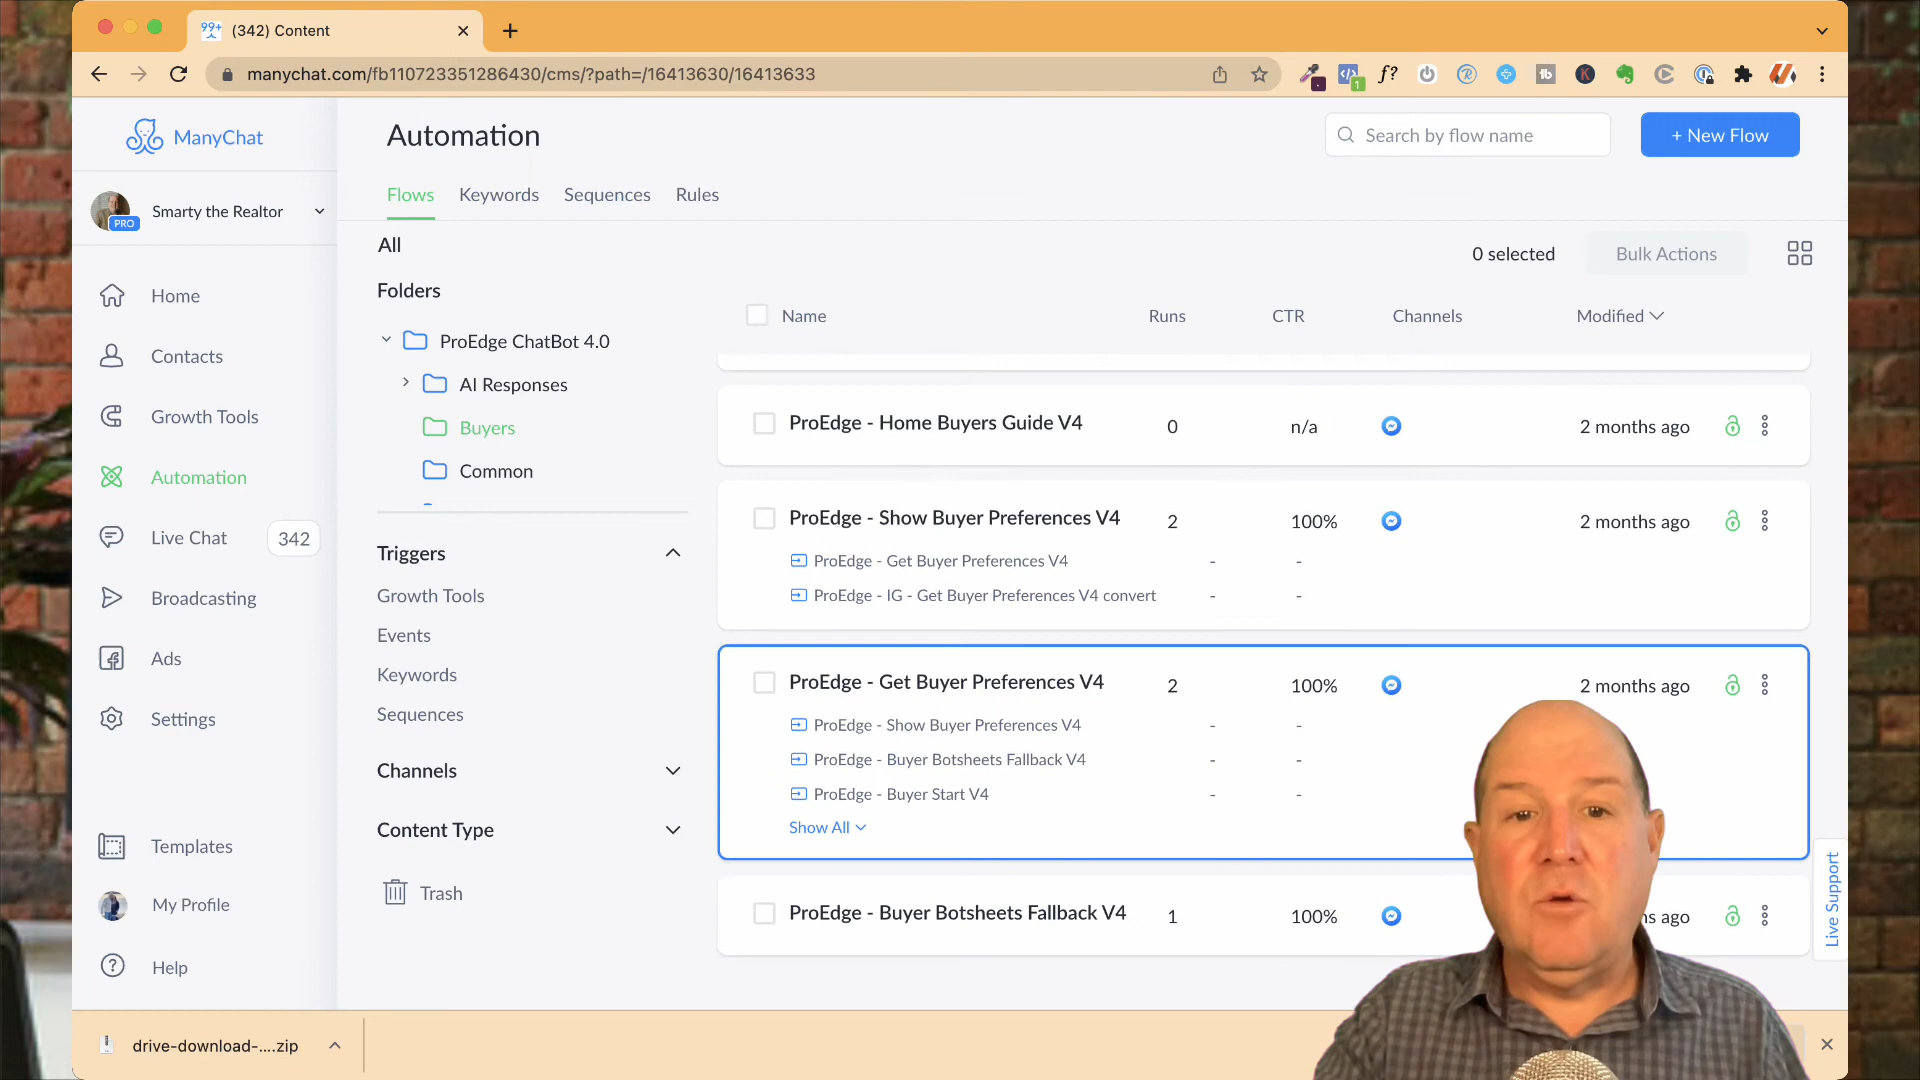 99+
(342) Content
manychat.com/fb110723351286430/cms/?path=/16413630/16413633
f?
1
ManyChat
Automation
Search by flow name
+ New Flow
PRO
Smarty the Realtor
Flows
Keywords
Sequences
Rules
All
0 selected
Bulk Actions
Folders
Name
Runs
CTR
Channels
Modified
Home
Contacts
Growth Tools
Automation
Live Chat
342
Broadcasting
Ads
Settings
Templates
My Profile
Help
ProEdge ChatBot 4.0
AI Responses
Buyers
Common
Triggers
Growth Tools
Events
Keywords
Sequences
Channels
Content Type
Trash
ProEdge - Home Buyers Guide V4 0 n/a 2 months ago
ProEdge - Show Buyer Preferences V4 2 100% 2 months ago
ProEdge - Get Buyer Preferences V4 - -
ProEdge - IG - Get Buyer Preferences V4 convert - -
ProEdge - Get Buyer Preferences V4 2 100% 2 months ago
ProEdge - Show Buyer Preferences V4 - -
ProEdge - Buyer Botsheets Fallback V4 - -
ProEdge - Buyer Start V4 - -
Show All
ProEdge - Buyer Botsheets Fallback V4 1 100% ago
Live Support
drive-download-....zip